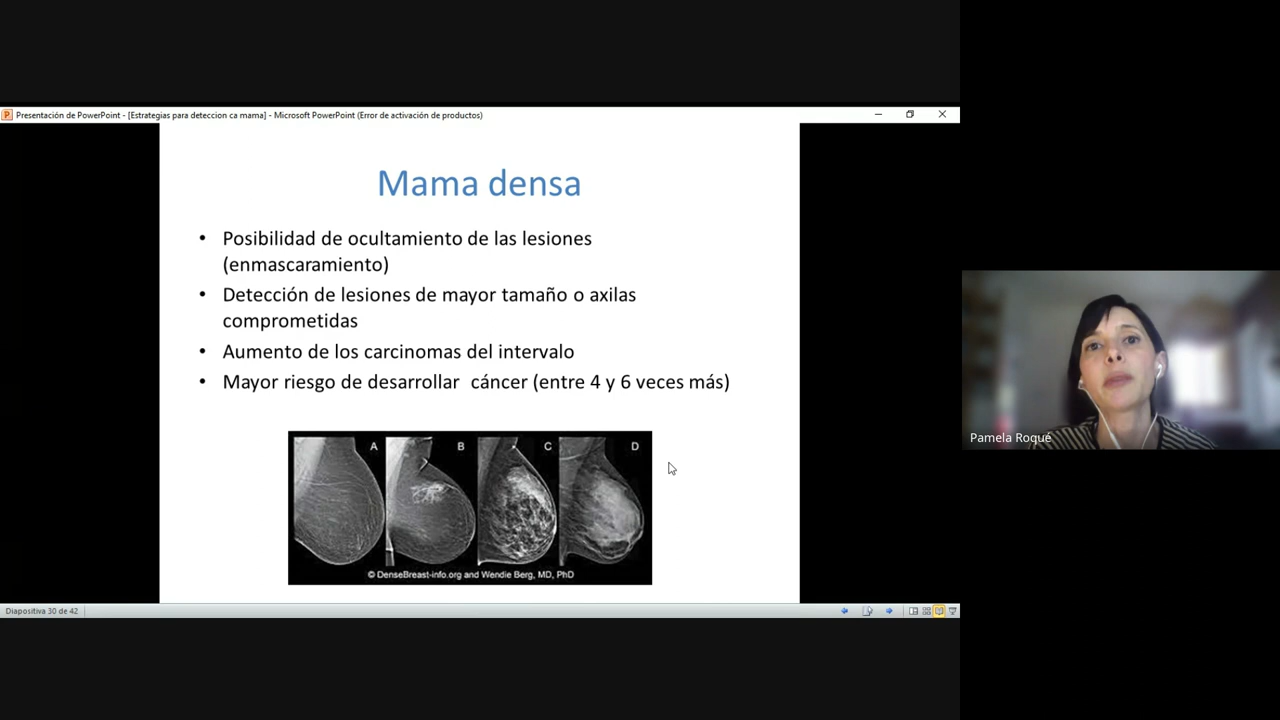 Presentación de PowerPoint - [Estrategias para deteccion ca mama] - Microsoft PowerPoint (Error de activación de productos)
Mama densa
• Posibilidad de ocultamiento de las lesiones
(enmascaramiento)
• Detección de lesiones de mayor tamaño o axilas
comprometidas
• Aumento de los carcinomas del intervalo
• Mayor riesgo de desarrollar cáncer (entre 4 y 6 veces más)
A B C D
© DenseBreast-info.org and Wendie Berg, MD, PhD
Pamela Roqué
Diapositiva 30 de 42